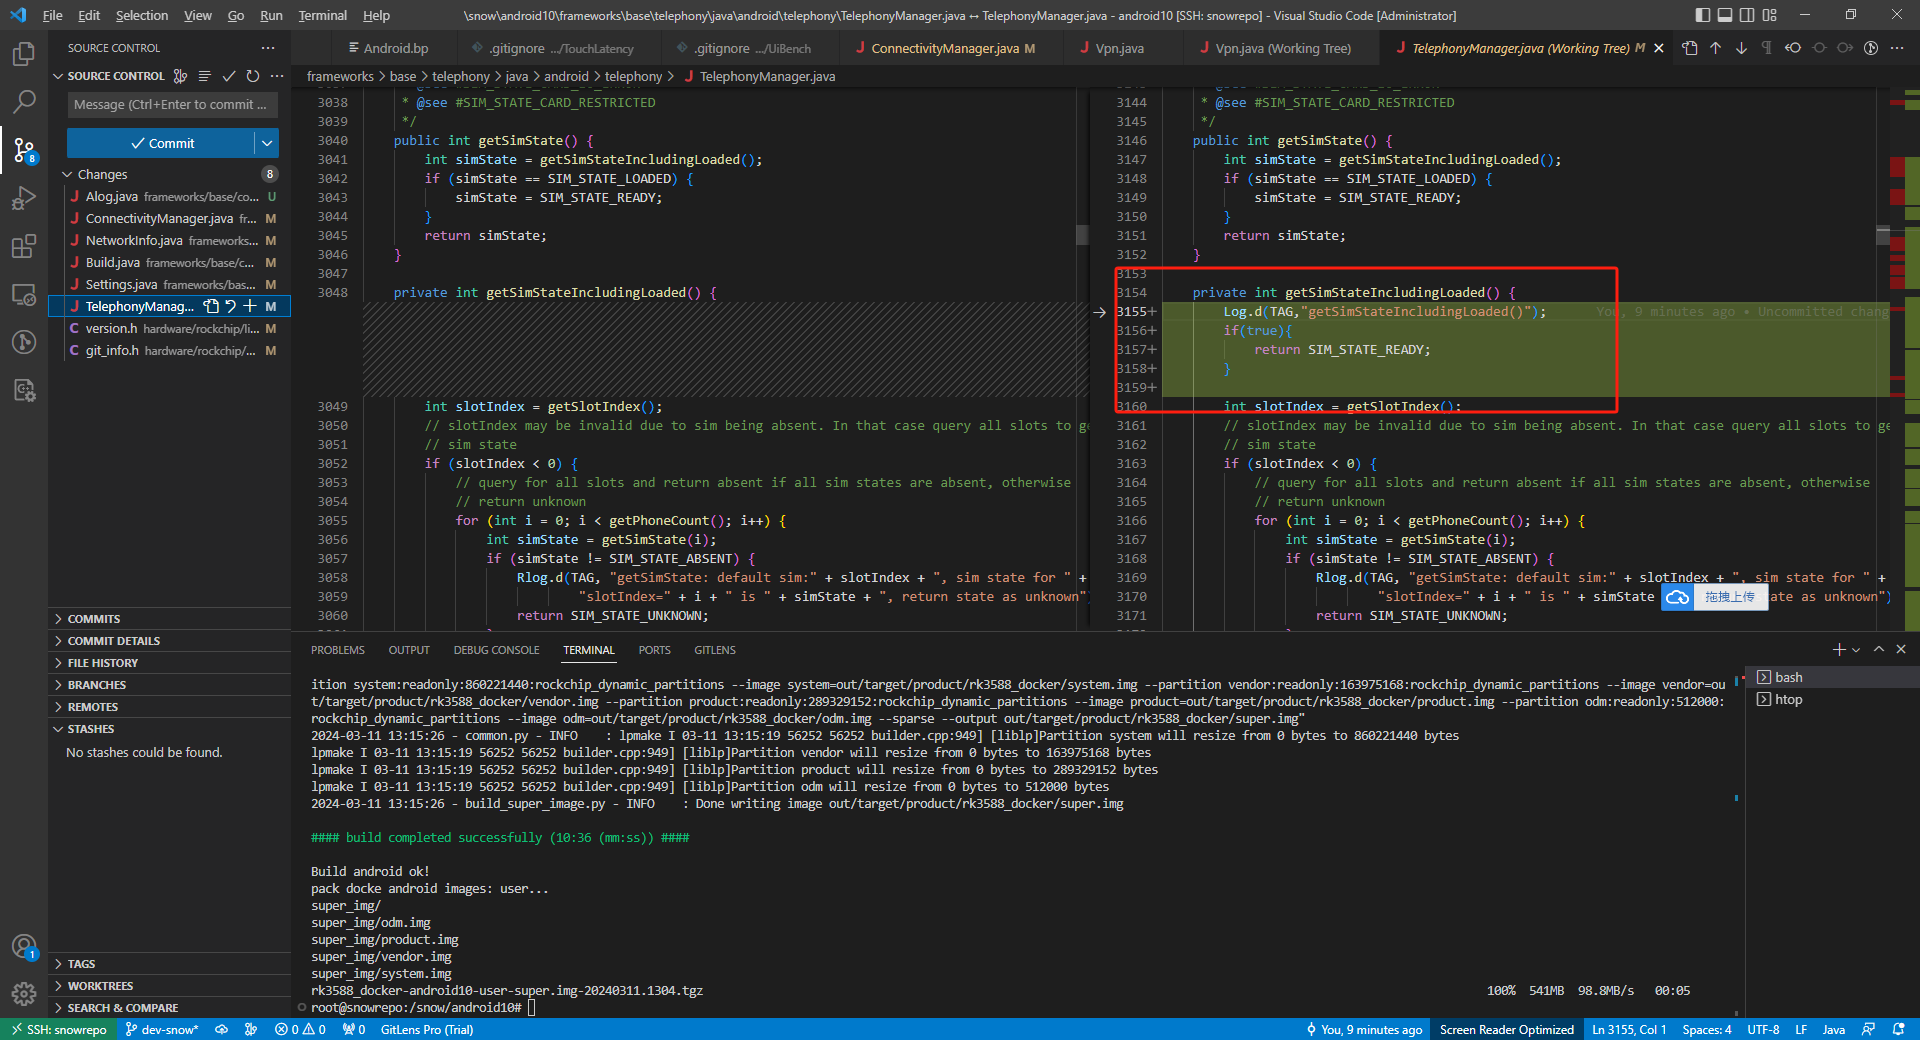 File Edit Selection View Go Run Terminal Help
\snow\android10\frameworks\base\telephony\java\android\telephony\TelephonyManager.java ↔ TelephonyManager.java - android10 [SSH: snowrepo] - Visual Studio Code [Administrator]
SOURCE CONTROL
Android.bp
.gitignore .../TouchLatency
.gitignore .../UiBench
ConnectivityManager.java M
Vpn.java
Vpn.java (Working Tree)
TelephonyManager.java (Working Tree) M
SOURCE CONTROL
Message (Ctrl+Enter to commit ...
Commit
Changes 8
Alog.java frameworks/base/co... U
ConnectivityManager.java fr... M
NetworkInfo.java frameworks... M
Build.java frameworks/base/c... M
Settings.java frameworks/bas... M
TelephonyManag... M
version.h hardware/rockchip/li... M
git_info.h hardware/rockchip/... M
8
COMMITS
COMMIT DETAILS
FILE HISTORY
BRANCHES
REMOTES
STASHES
No stashes could be found.
TAGS
WORKTREES
SEARCH & COMPARE
1
frameworks > base > telephony > java > android > telephony > TelephonyManager.java
3038 * @see #SIM_STATE_CARD_RESTRICTED
3039 */
3040 public int getSimState() {
3041 int simState = getSimStateIncludingLoaded();
3042 if (simState == SIM_STATE_LOADED) {
3043 simState = SIM_STATE_READY;
3044 }
3045 return simState;
3046 }
3047
3048 private int getSimStateIncludingLoaded() {
3049 int slotIndex = getSlotIndex();
3050 // slotIndex may be invalid due to sim being absent. In that case query all slots to ge
3051 // sim state
3052 if (slotIndex < 0) {
3053 // query for all slots and return absent if all sim states are absent, otherwise
3054 // return unknown
3055 for (int i = 0; i < getPhoneCount(); i++) {
3056 int simState = getSimState(i);
3057 if (simState != SIM_STATE_ABSENT) {
3058 Rlog.d(TAG, "getSimState: default sim:" + slotIndex + ", sim state for " +
3059 "slotIndex=" + i + " is " + simState + ", return state as unknown")
3060 return SIM_STATE_UNKNOWN;
3144 * @see #SIM_STATE_CARD_RESTRICTED
3145 */
3146 public int getSimState() {
3147 int simState = getSimStateIncludingLoaded();
3148 if (simState == SIM_STATE_LOADED) {
3149 simState = SIM_STATE_READY;
3150 }
3151 return simState;
3152 }
3153
3154 private int getSimStateIncludingLoaded() {
3155+ Log.d(TAG,"getSimStateIncludingLoaded()"); You, 9 minutes ago • Uncommitted chang
3156+ if(true){
3157+ return SIM_STATE_READY;
3158+ }
3159+
3160 int slotIndex = getSlotIndex();
3161 // slotIndex may be invalid due to sim being absent. In that case query all slots to ge
3162 // sim state
3163 if (slotIndex < 0) {
3164 // query for all slots and return absent if all sim states are absent, otherwise
3165 // return unknown
3166 for (int i = 0; i < getPhoneCount(); i++) {
3167 int simState = getSimState(i);
3168 if (simState != SIM_STATE_ABSENT) {
3169 Rlog.d(TAG, "getSimState: default sim:" + slotIndex + ", sim state for " +
3170 "slotIndex=" + i + " is " + simState 拖拽上传 tate as unknown")
3171 return SIM_STATE_UNKNOWN;
PROBLEMS OUTPUT DEBUG CONSOLE TERMINAL PORTS GITLENS
ition system:readonly:860221440:rockchip_dynamic_partitions --image system=out/target/product/rk3588_docker/system.img --partition vendor:readonly:163975168:rockchip_dynamic_partitions --image vendor=ou
t/target/product/rk3588_docker/vendor.img --partition product:readonly:289329152:rockchip_dynamic_partitions --image product=out/target/product/rk3588_docker/product.img --partition odm:readonly:512000:
rockchip_dynamic_partitions --image odm=out/target/product/rk3588_docker/odm.img --sparse --output out/target/product/rk3588_docker/super.img"
2024-03-11 13:15:26 - common.py - INFO : lpmake I 03-11 13:15:19 56252 56252 builder.cpp:949] [liblp]Partition system will resize from 0 bytes to 860221440 bytes
lpmake I 03-11 13:15:19 56252 56252 builder.cpp:949] [liblp]Partition vendor will resize from 0 bytes to 163975168 bytes
lpmake I 03-11 13:15:19 56252 56252 builder.cpp:949] [liblp]Partition product will resize from 0 bytes to 289329152 bytes
lpmake I 03-11 13:15:19 56252 56252 builder.cpp:949] [liblp]Partition odm will resize from 0 bytes to 512000 bytes
2024-03-11 13:15:26 - build_super_image.py - INFO : Done writing image out/target/product/rk3588_docker/super.img
#### build completed successfully (10:36 (mm:ss)) ####
Build android ok!
pack docke android images: user...
super_img/
super_img/odm.img
super_img/product.img
super_img/vendor.img
super_img/system.img
rk3588_docker-android10-user-super.img-20240311.1304.tgz 100% 541MB 98.8MB/s 00:05
root@snowrepo:/snow/android10#
bash
htop
SSH: snowrepo dev-snow* 0 0 0 GitLens Pro (Trial) You, 9 minutes ago Screen Reader Optimized Ln 3155, Col 1 Spaces: 4 UTF-8 LF Java